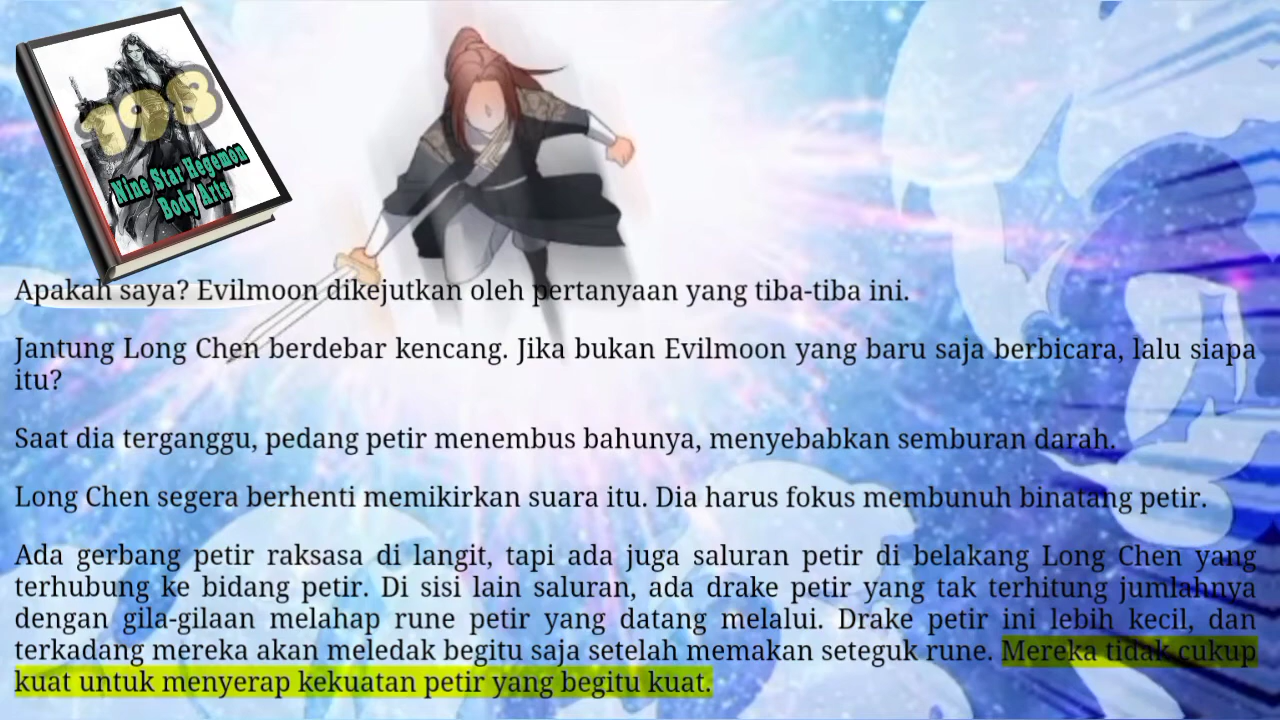 198
Nine Star Hegemon
Body Arts
Apakah saya? Evilmoon dikejutkan oleh pertanyaan yang tiba-tiba ini.
Jantung Long Chen berdebar kencang. Jika bukan Evilmoon yang baru saja berbicara, lalu siapa
itu?
Saat dia terganggu, pedang petir menembus bahunya, menyebabkan semburan darah.
Long Chen segera berhenti memikirkan suara itu. Dia harus fokus membunuh binatang petir.
Ada gerbang petir raksasa di langit, tapi ada juga saluran petir di belakang Long Chen yang
terhubung ke bidang petir. Di sisi lain saluran, ada drake petir yang tak terhitung jumlahnya
dengan gila-gilaan melahap rune petir yang datang melalui. Drake petir ini lebih kecil, dan
terkadang mereka akan meledak begitu saja setelah memakan seteguk rune. Mereka tidak cukup
kuat untuk menyerap kekuatan petir yang begitu kuat.